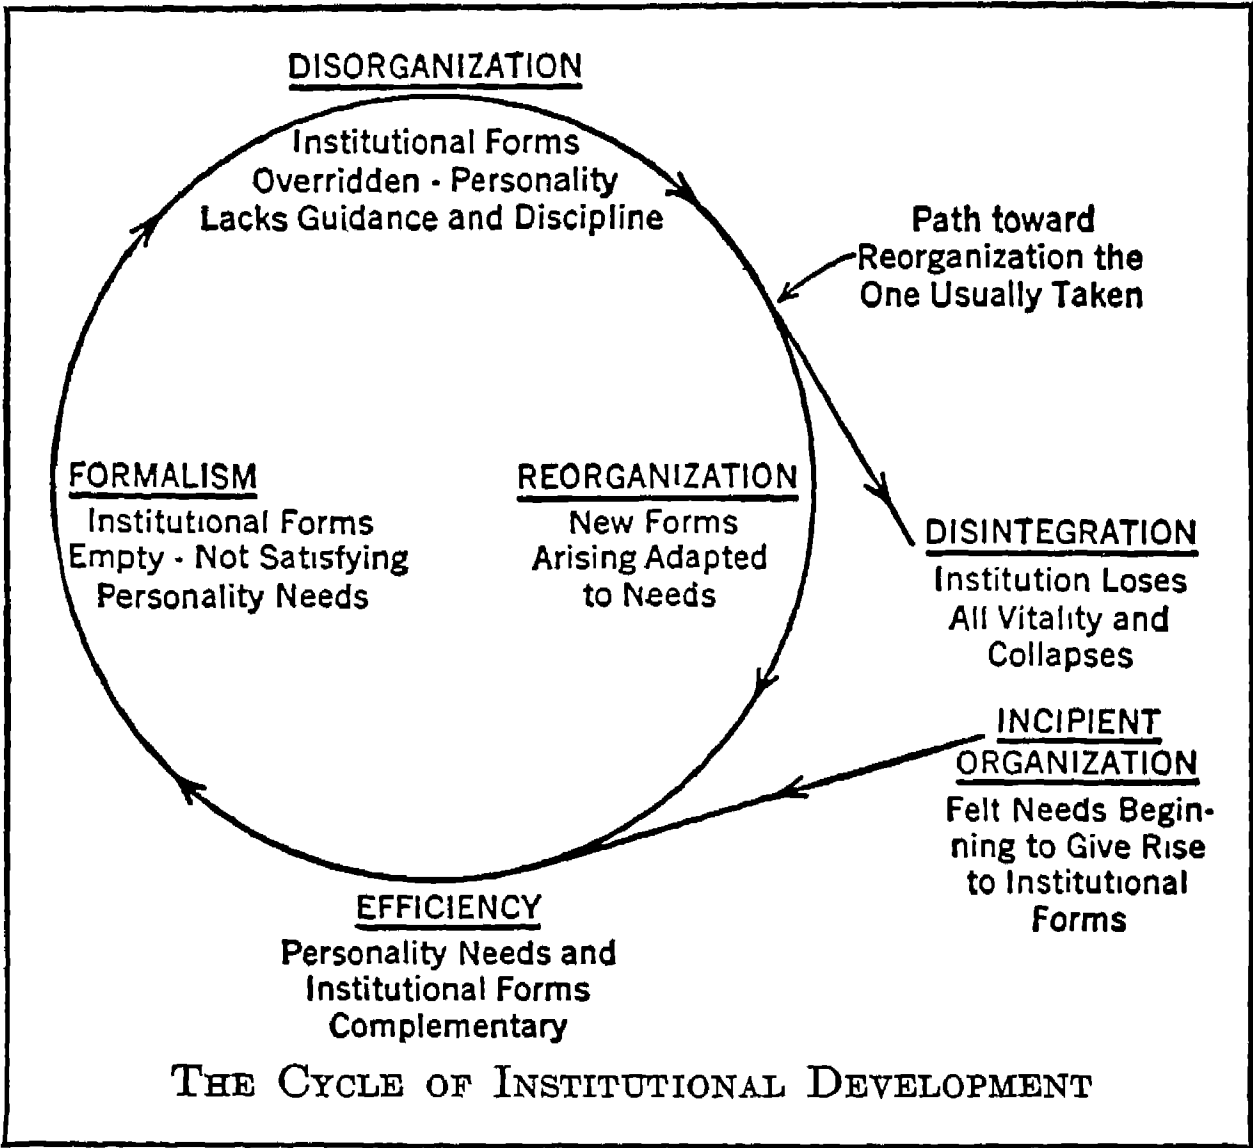 DISORGANIZATION
Institutional Forms
Overridden - Personality
Lacks Guidance and Discipline
Path toward
Reorganization the
One Usually Taken
FORMALISM
Institutional Forms
Empty - Not Satisfying
Personality Needs
REORGANIZATION
New Forms
Arising Adapted
to Needs
DISINTEGRATION
Institution Loses
All Vitality and
Collapses
INCIPIENT
ORGANIZATION
Felt Needs Begin-
ning to Give Rise
to Institutional
Forms
EFFICIENCY
Personality Needs and
Institutional Forms
Complementary
THE CYCLE OF INSTITUTIONAL DEVELOPMENT